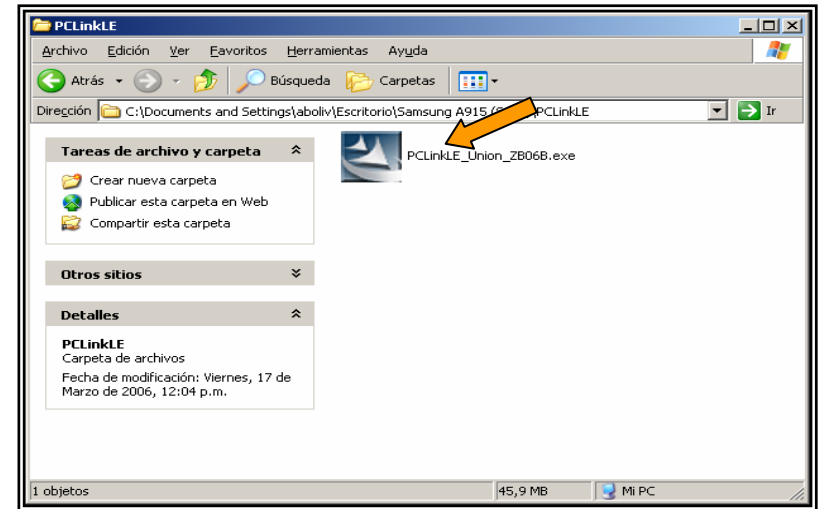 PCLinkLE
Archivo Edición Ver Favoritos Herramientas Ayuda
Atrás Búsqueda Carpetas
Dirección C:\Documents and Settings\aboliv\Escritorio\Samsung A915 PCLinkLE Ir
Tareas de archivo y carpeta
Crear nueva carpeta
Publicar esta carpeta en Web
Compartir esta carpeta
PCLinkLE_Union_ZB06B.exe
Otros sitios
Detalles
PCLinkLE
Carpeta de archivos
Fecha de modificación: Viernes, 17 de
Marzo de 2006, 12:04 p.m.
1 objetos 45,9 MB Mi PC